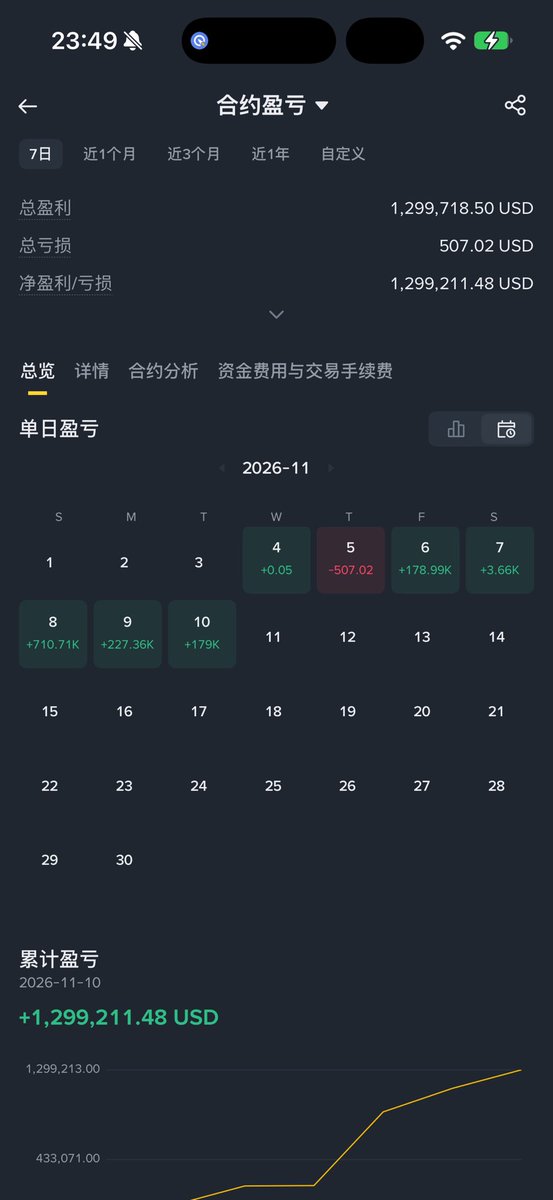 23:49
合约盈亏
7日 近1个月 近3个月 近1年 自定义
总盈利 1,299,718.50 USD
总亏损 507.02 USD
净盈利/亏损 1,299,211.48 USD
总览 详情 合约分析 资金费用与交易手续费
单日盈亏
2026-11
S M T W T F S
1 2 3 4 5 6 7
+0.05 -507.02 +178.99K +3.66K
8 9 10 11 12 13 14
+710.71K +227.36K +179K
15 16 17 18 19 20 21
22 23 24 25 26 27 28
29 30
累计盈亏
2026-11-10
+1,299,211.48 USD
1,299,213.00
433,071.00